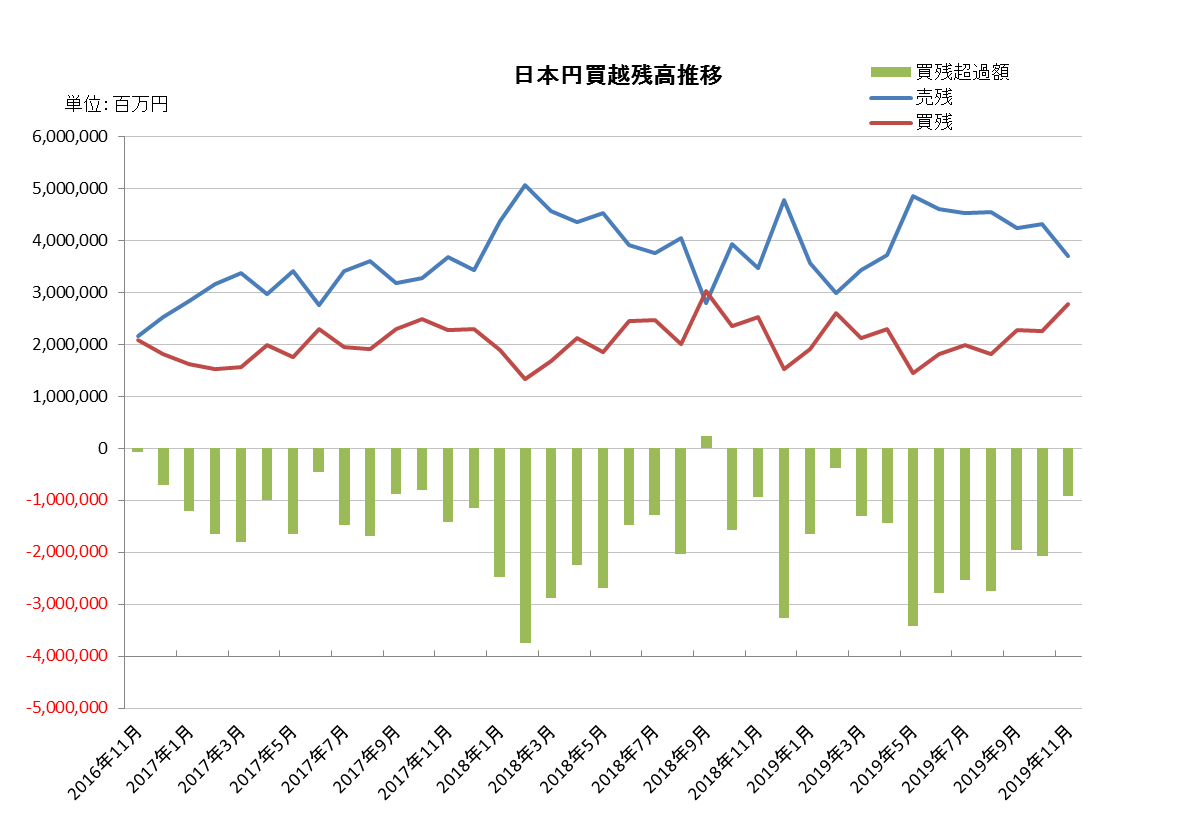 日本円買越残高推移
買残超過額
売残
買残
単位: 百万円
6,000,000
5,000,000
4,000,000
3,000,000
2,000,000
1,000,000
0
-1,000,000
-2,000,000
-3,000,000
-4,000,000
-5,000,000
2016年11月
2017年1月
2017年3月
2017年5月
2017年7月
2017年9月
2017年11月
2018年1月
2018年3月
2018年5月
2018年7月
2018年9月
2018年11月
2019年1月
2019年3月
2019年5月
2019年7月
2019年9月
2019年11月